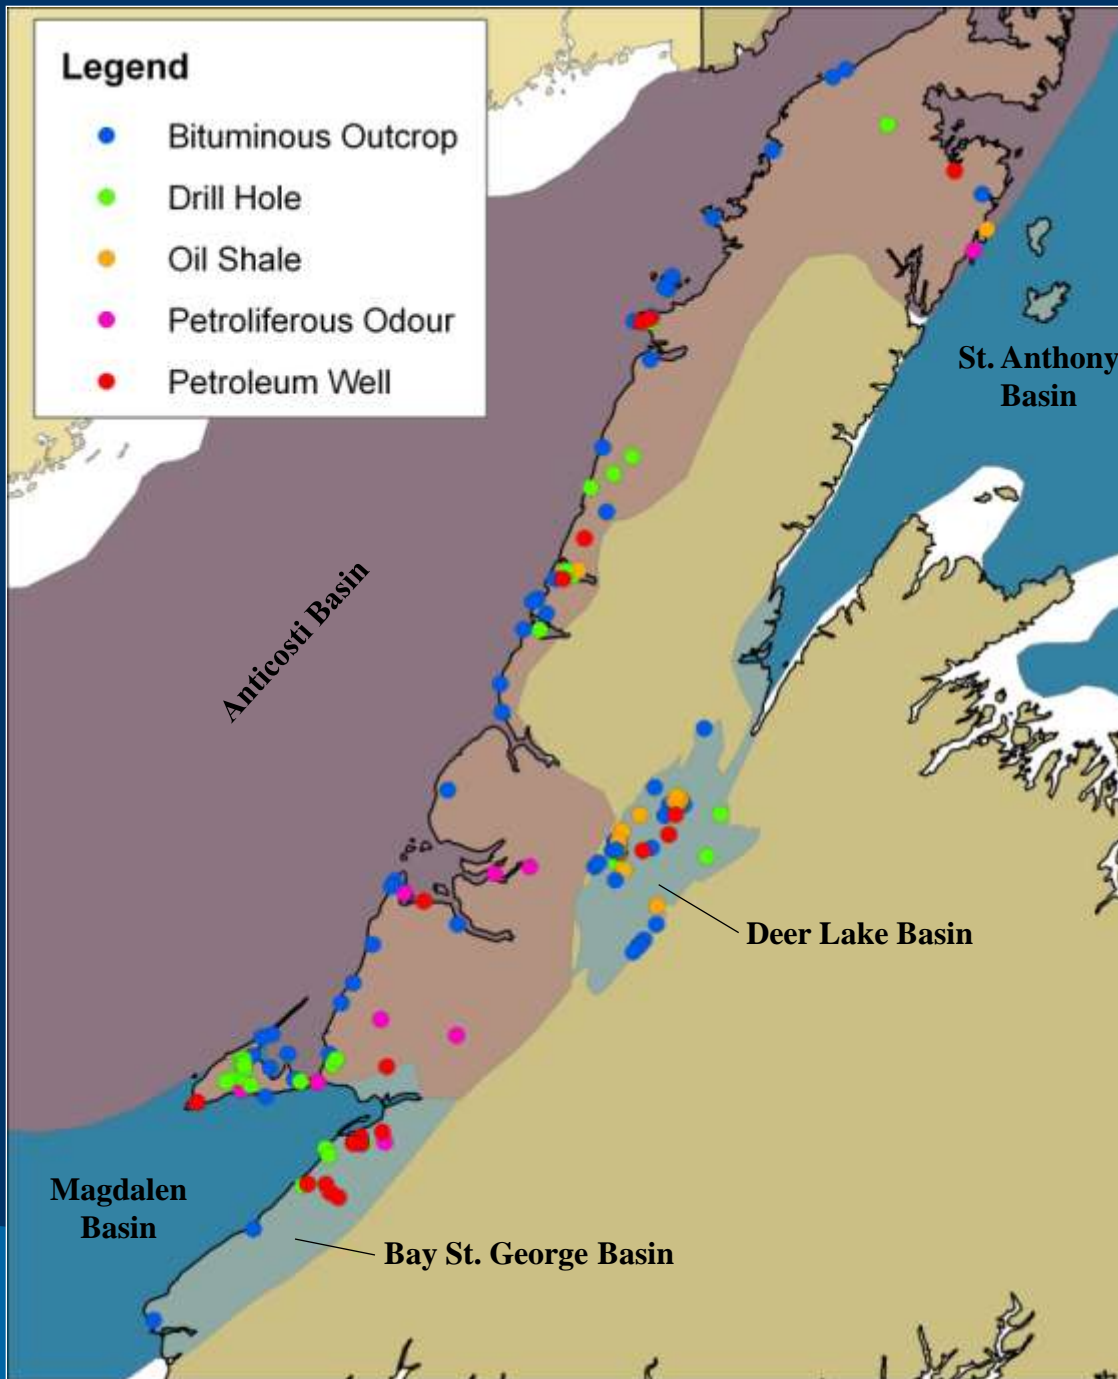 Legend
Bituminous Outcrop
Drill Hole
Oil Shale
Petroliferous Odour
Petroleum Well
St. Anthony
Basin
Anticosti Basin
Deer Lake Basin
Magdalen
Basin
Bay St. George Basin